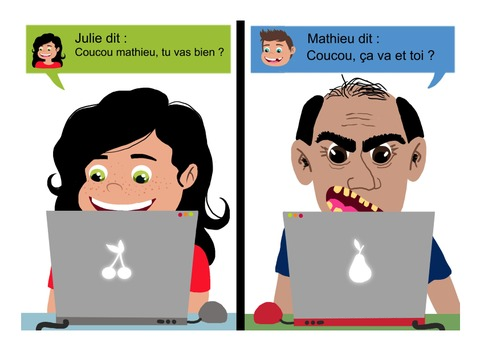 Julie dit :
Coucou mathieu, tu vas bien ?
Mathieu dit :
Coucou, ça va et toi ?